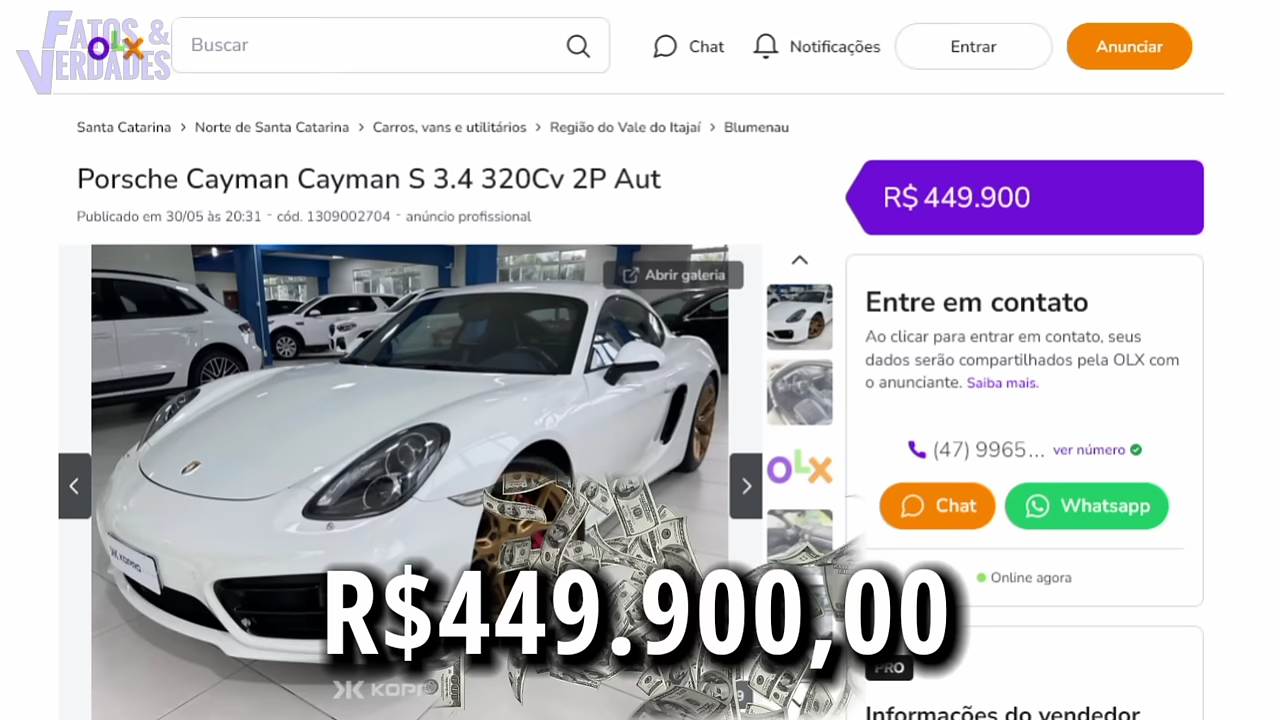 FATOS &
VERDADES
OLX
Buscar
Chat
Notificações
Entrar
Anunciar
Santa Catarina > Norte de Santa Catarina > Carros, vans e utilitários > Região do Vale do Itajaí > Blumenau
Porsche Cayman Cayman S 3.4 320Cv 2P Aut
Publicado em 30/05 às 20:31 - cód. 1309002704 - anúncio profissional
R$ 449.900
Abrir galeria
OLX
Entre em contato
Ao clicar para entrar em contato, seus
dados serão compartilhados pela OLX com
o anunciante. Saiba mais.
(47) 9965... ver número
Chat
Whatsapp
Online agora
R$449.900,00
PRO
Informações do vendedor